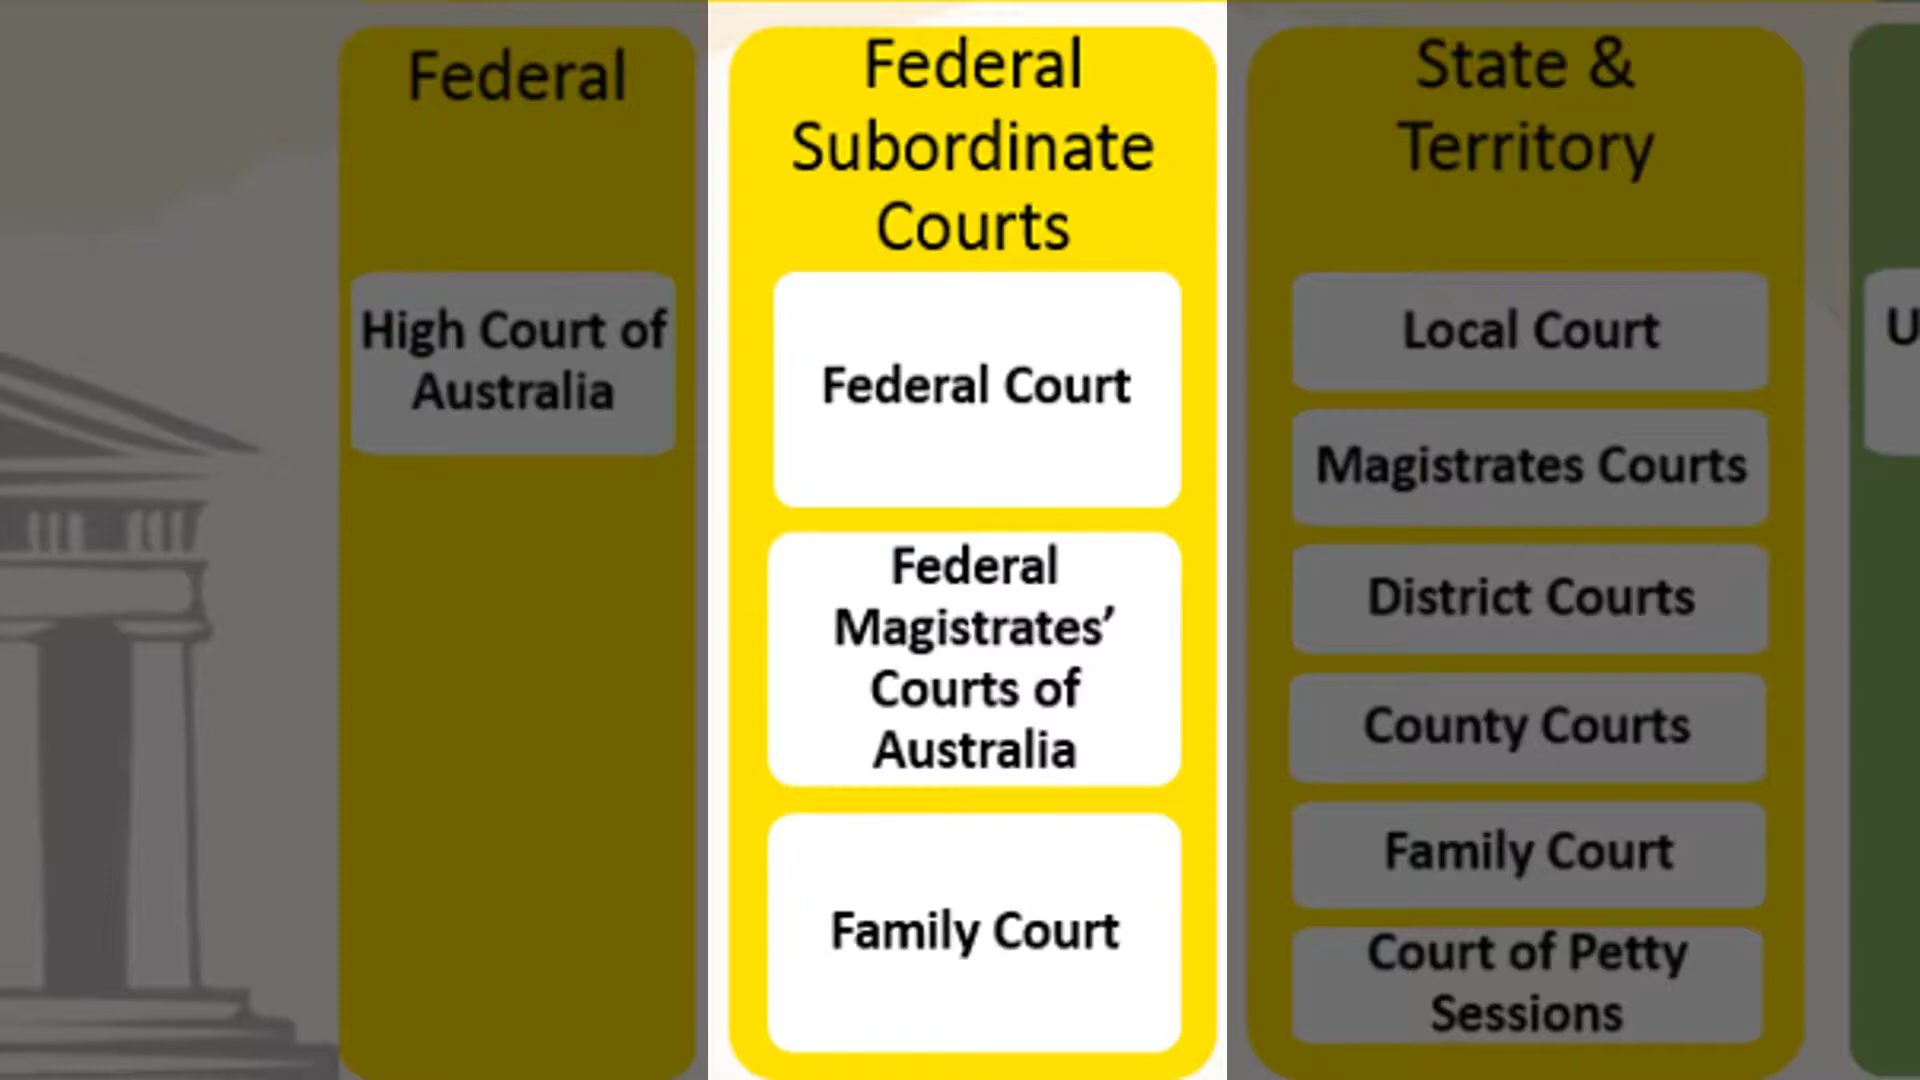 Federal
High Court of
Australia
Federal
Subordinate
Courts
Federal Court
Federal
Magistrates’
Courts of
Australia
Family Court
State &
Territory
Local Court
Magistrates Courts
District Courts
County Courts
Family Court
Court of Petty
Sessions